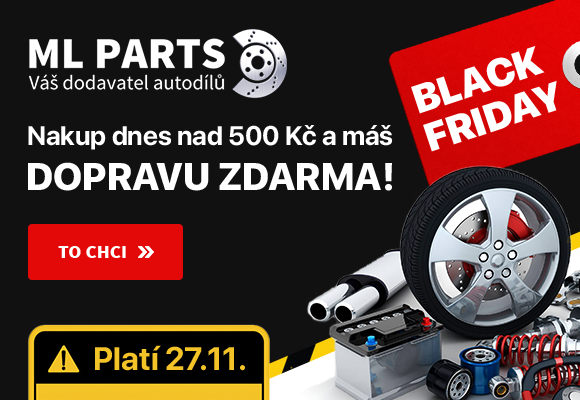 ML PARTS
Váš dodavatel autodílů
BLACK
FRIDAY
Nakup dnes nad 500 Kč a máš
DOPRAVU ZDARMA!
TO CHCI
Platí 27.11.